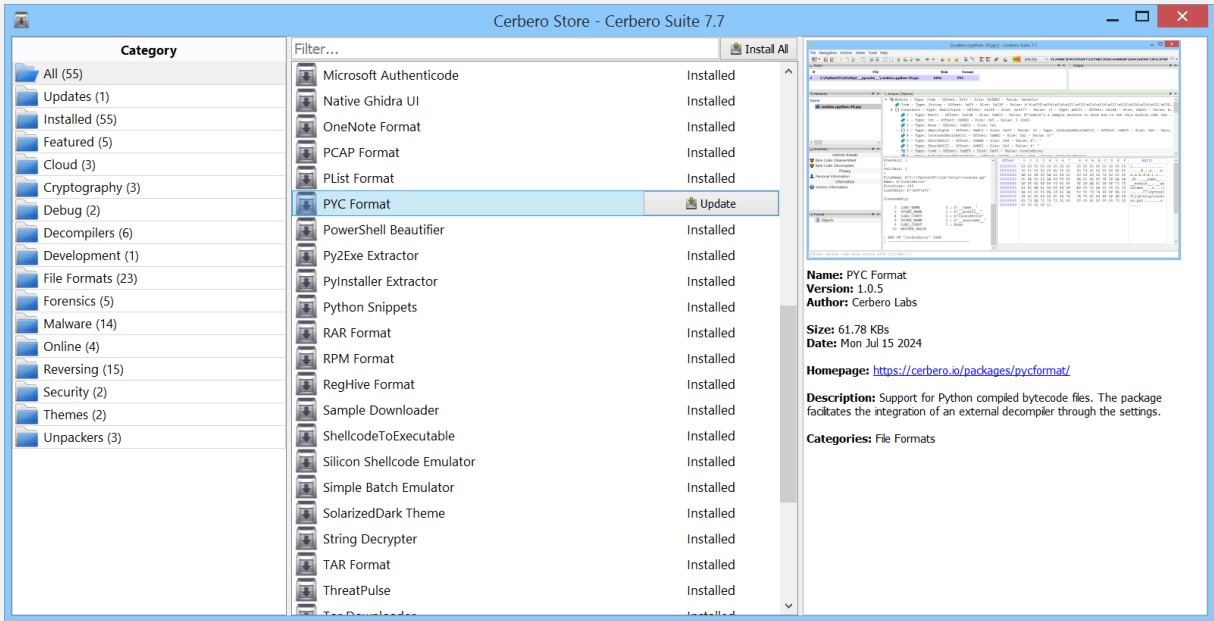 Cerbero Store - Cerbero Suite 7.7
Category
All (55)
Updates (1)
Installed (55)
Featured (5)
Cloud (3)
Cryptography (3)
Debug (2)
Decompilers (6)
Development (1)
File Formats (23)
Forensics (5)
Malware (14)
Online (4)
Reversing (15)
Security (2)
Themes (2)
Unpackers (3)
Filter...
Install All
Microsoft Authenticode Installed
Native Ghidra UI Installed
OneNote Format Installed
PCAP Format Installed
PList Format Installed
PYC Format Update
PowerShell Beautifier Installed
Py2Exe Extractor Installed
PyInstaller Extractor Installed
Python Snippets Installed
RAR Format Installed
RPM Format Installed
RegHive Format Installed
Sample Downloader Installed
ShellcodeToExecutable Installed
Silicon Shellcode Emulator Installed
Simple Batch Emulator Installed
SolarizedDark Theme Installed
String Decrypter Installed
TAR Format Installed
ThreatPulse Installed
Name: PYC Format
Version: 1.0.5
Author: Cerbero Labs
Size: 61.78 KBs
Date: Mon Jul 15 2024
Homepage: https://cerbero.io/packages/pycformat/
Description: Support for Python compiled bytecode files. The package
facilitates the integration of an external decompiler through the settings.
Categories: File Formats